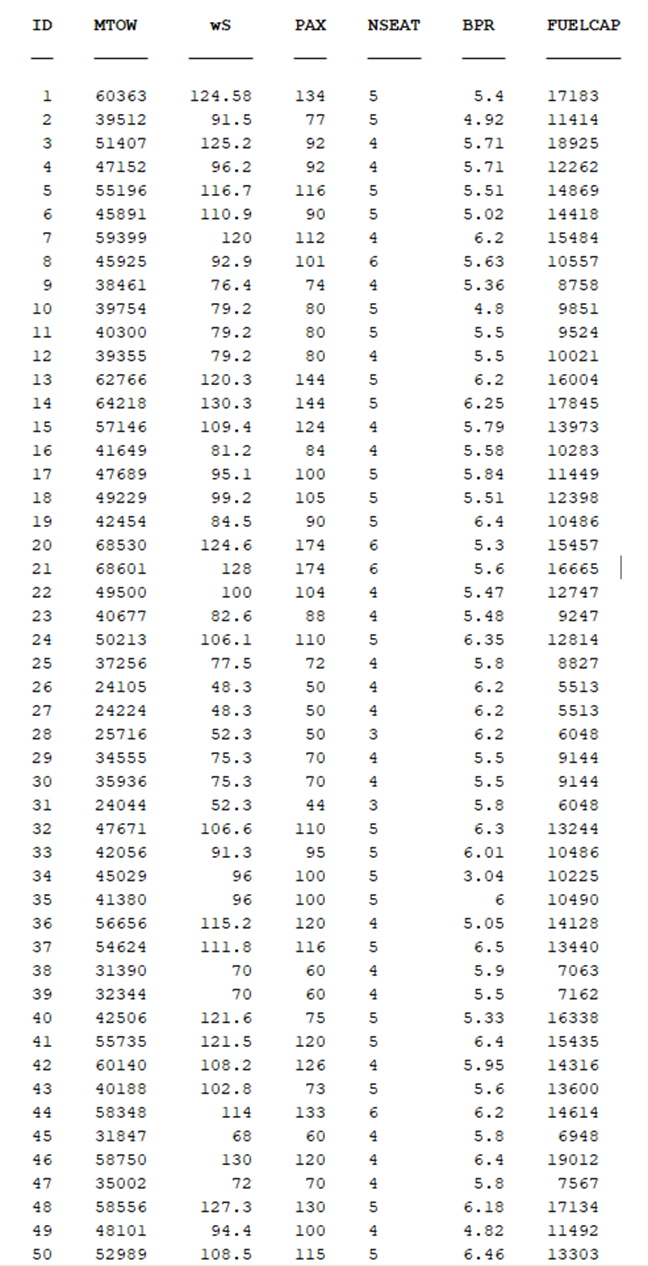 ID MTOW wS PAX NSEAT BPR FUELCAP
1 60363 124.58 134 5 5.4 17183
2 39512 91.5 77 5 4.92 11414
3 51407 125.2 92 4 5.71 18925
4 47152 96.2 92 4 5.71 12262
5 55196 116.7 116 5 5.51 14869
6 45891 110.9 90 5 5.02 14418
7 59399 120 112 4 6.2 15484
8 45925 92.9 101 6 5.63 10557
9 38461 76.4 74 4 5.36 8758
10 39754 79.2 80 5 4.8 9851
11 40300 79.2 80 5 5.5 9524
12 39355 79.2 80 4 5.5 10021
13 62766 120.3 144 5 6.2 16004
14 64218 130.3 144 5 6.25 17845
15 57146 109.4 124 4 5.79 13973
16 41649 81.2 84 4 5.58 10283
17 47689 95.1 100 5 5.84 11449
18 49229 99.2 105 5 5.51 12398
19 42454 84.5 90 5 6.4 10486
20 68530 124.6 174 6 5.3 15457
21 68601 128 174 6 5.6 16665
22 49500 100 104 4 5.47 12747
23 40677 82.6 88 4 5.48 9247
24 50213 106.1 110 5 6.35 12814
25 37256 77.5 72 4 5.8 8827
26 24105 48.3 50 4 6.2 5513
27 24224 48.3 50 4 6.2 5513
28 25716 52.3 50 3 6.2 6048
29 34555 75.3 70 4 5.5 9144
30 35936 75.3 70 4 5.5 9144
31 24044 52.3 44 3 5.8 6048
32 47671 106.6 110 5 6.3 13244
33 42056 91.3 95 5 6.01 10486
34 45029 96 100 5 3.04 10225
35 41380 96 100 5 6 10490
36 56656 115.2 120 4 5.05 14128
37 54624 111.8 116 5 6.5 13440
38 31390 70 60 4 5.9 7063
39 32344 70 60 4 5.5 7162
40 42506 121.6 75 5 5.33 16338
41 55735 121.5 120 5 6.4 15435
42 60140 108.2 126 4 5.95 14316
43 40188 102.8 73 5 5.6 13600
44 58348 114 133 6 6.2 14614
45 31847 68 60 4 5.8 6948
46 58750 130 120 4 6.4 19012
47 35002 72 70 4 5.8 7567
48 58556 127.3 130 5 6.18 17134
49 48101 94.4 100 4 4.82 11492
50 52989 108.5 115 5 6.46 13303